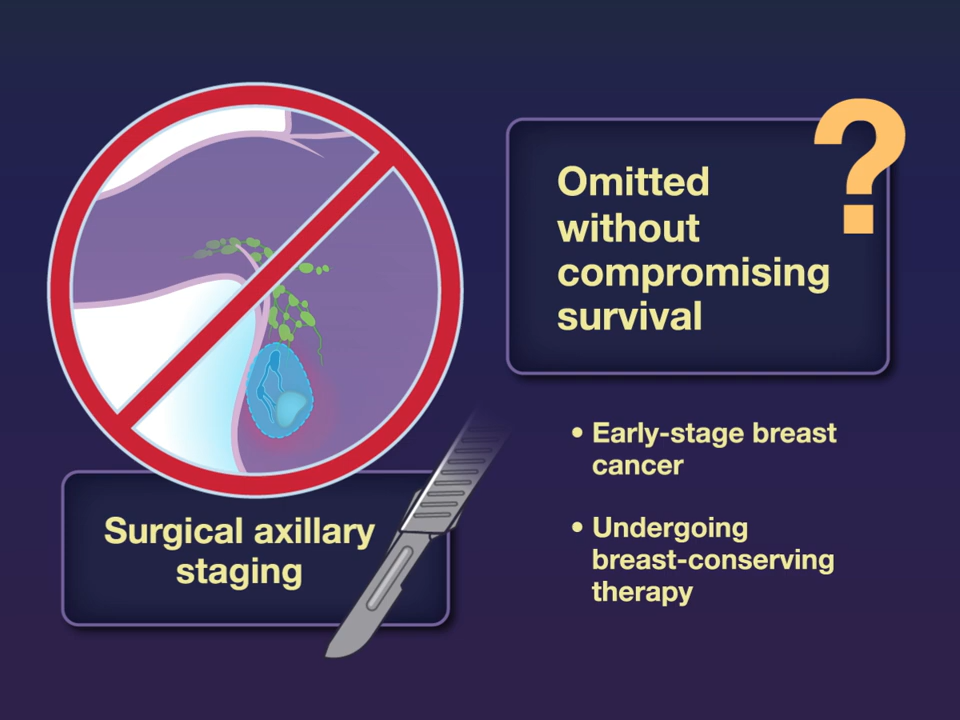 Surgical axillary
staging
?
Omitted
without
compromising
survival
• Early-stage breast
cancer
• Undergoing
breast-conserving
therapy